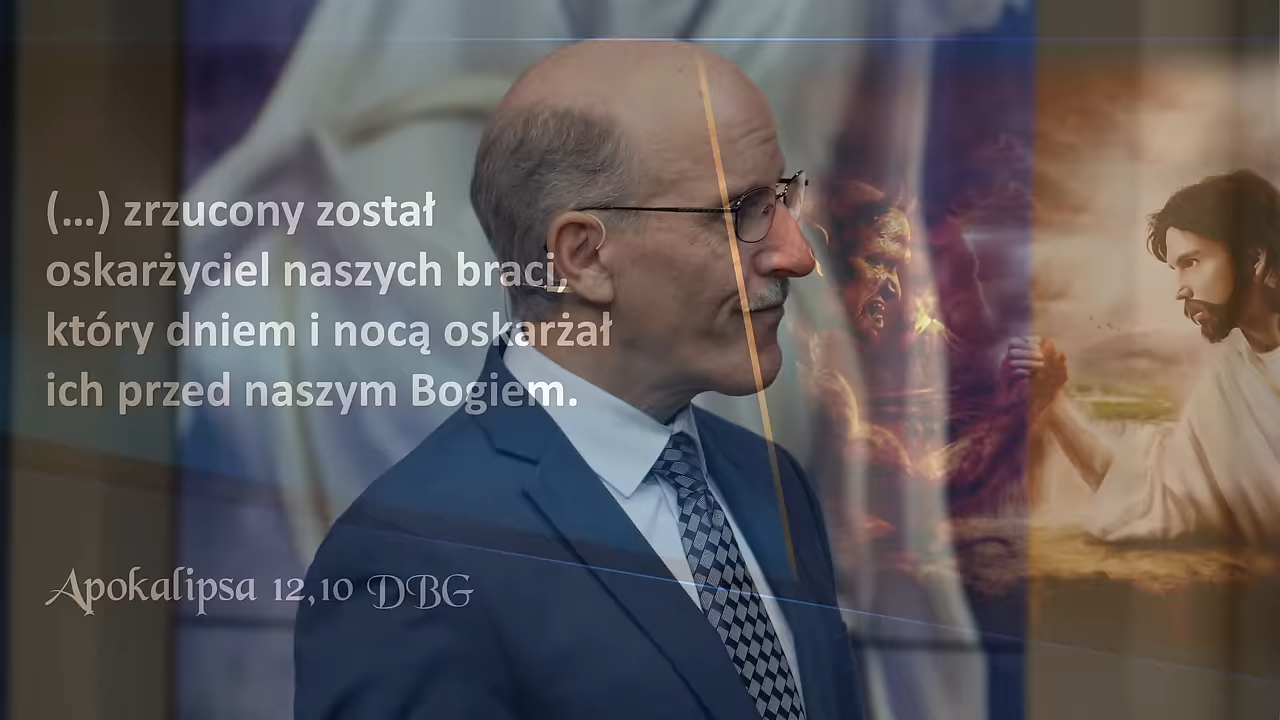 (...) zrzucony został
oskarżyciel naszych braci,
który dniem i nocą oskarżał
ich przed naszym Bogiem.
Apokalipsa 12,10 DBG